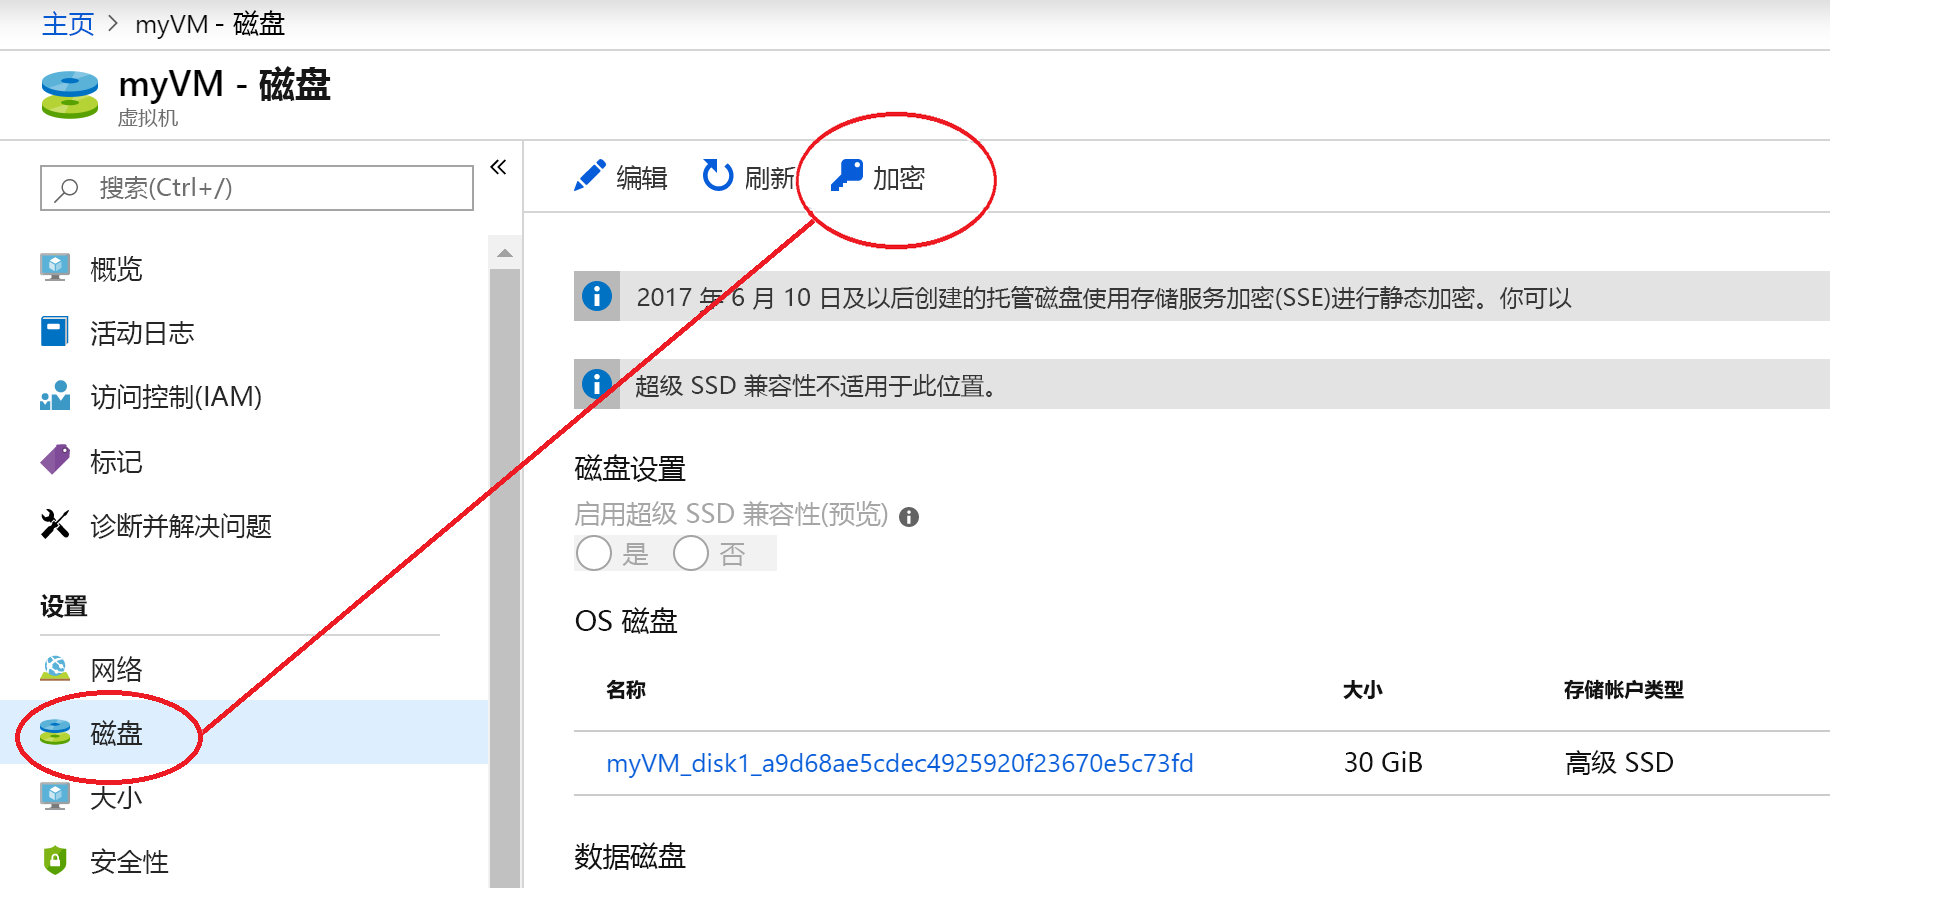 主页 > myVM - 磁盘
myVM - 磁盘
虚拟机
搜索(Ctrl+/)
«
概览
活动日志
访问控制(IAM)
标记
诊断并解决问题
设置
网络
磁盘
大小
安全性
编辑 刷新 加密
2017 年 6 月 10 日及以后创建的托管磁盘使用存储服务加密(SSE)进行静态加密。你可以
超级 SSD 兼容性不适用于此位置。
磁盘设置
启用超级 SSD 兼容性(预览)
是 否
OS 磁盘
名称 大小 存储帐户类型
myVM_disk1_a9d68ae5cdec4925920f23670e5c73fd 30 GiB 高级 SSD
数据磁盘